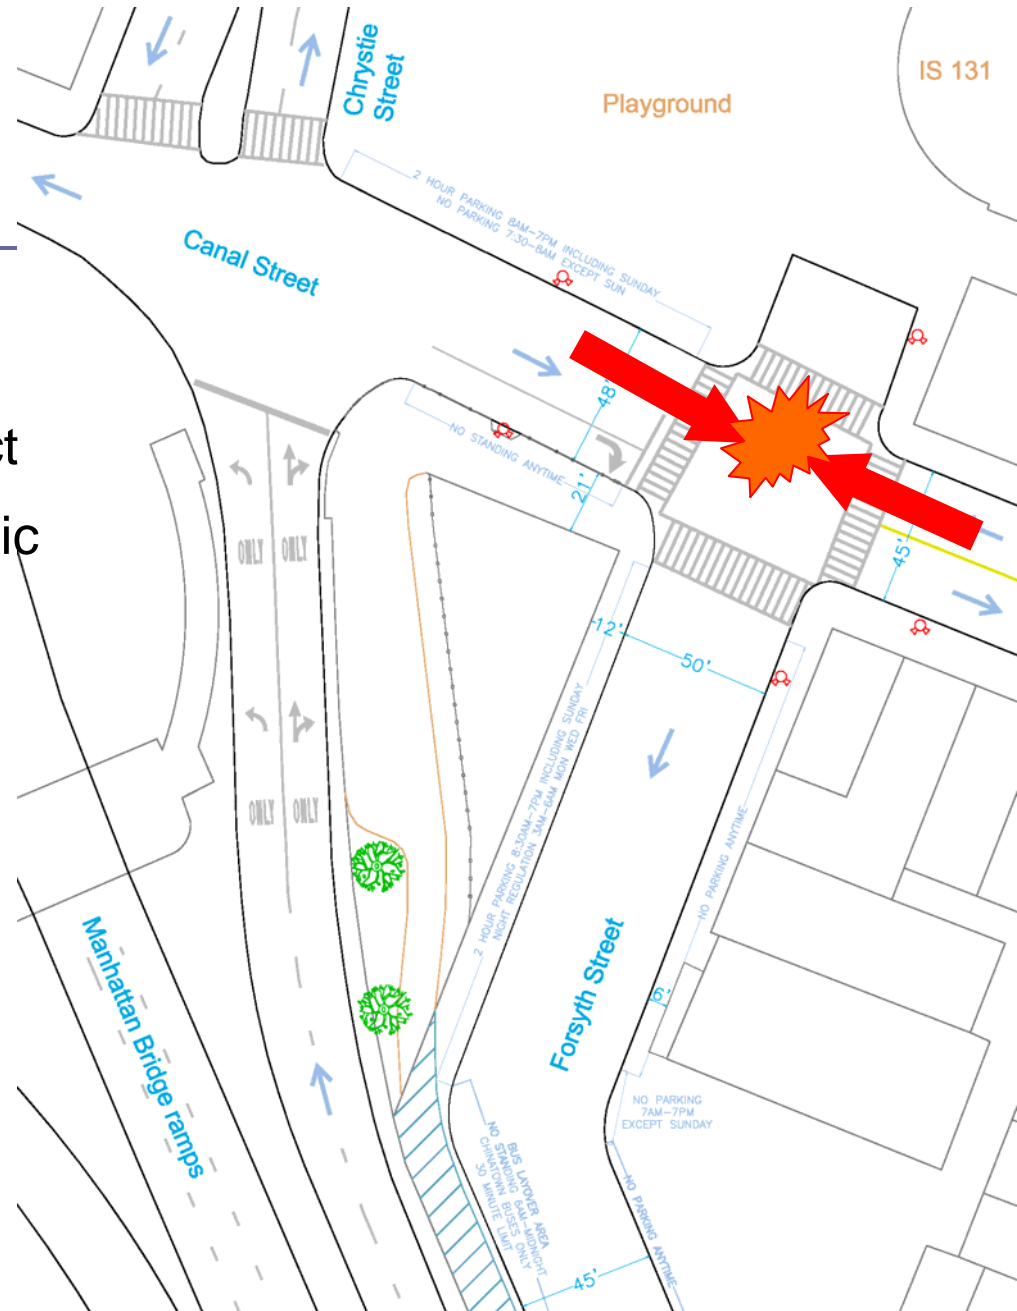 Chrystie
Street
Playground
IS 131
2 HOUR PARKING 8AM-7PM INCLUDING SUNDAY
NO PARKING 7:30-8AM EXCEPT SUN
Canal Street
48'
NO STANDING ANYTIME
21'
ct
ic
ONLY
ONLY
45'
12'
50'
2 HOUR PARKING 8:30AM-7PM INCLUDING SUNDAY
NIGHT REGULATION 3AM-6AM MON WED FRI
ONLY
ONLY
NO PARKING ANYTIME
Manhattan Bridge ramps
Forsyth Street
6'
NO PARKING
7AM-7PM
EXCEPT SUNDAY
BUS LAYOVER AREA
NO STANDING 6AM-MIDNIGHT
CHINATOWN BUSES ONLY
30 MINUTE LIMIT
NO PARKING ANYTIME
45'